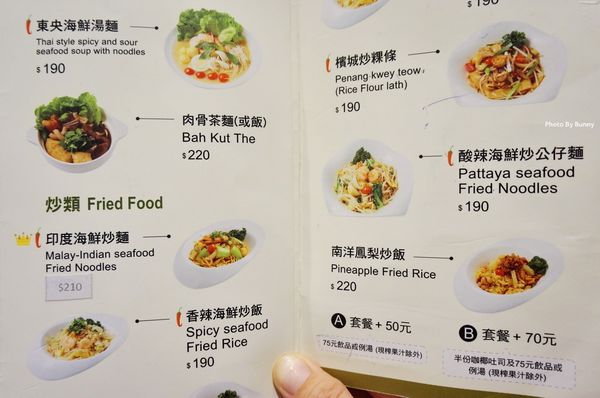 東央海鮮湯麵
Thai style spicy and sour
seafood soup with noodles
$190
肉骨茶麵(或飯)
Bah Kut The
$220
炒類 Fried Food
印度海鮮炒麵
Malay-Indian seafood
Fried Noodles
$210
香辣海鮮炒飯
Spicy seafood
Fried Rice
$190
$190
檳城炒粿條
Penang kwey teow
(Rice Flour lath)
$190
Photo By Bunny
酸辣海鮮炒公仔麵
Pattaya seafood
Fried Noodles
$190
南洋鳳梨炒飯
Pineapple Fried Rice
$220
A 套餐 + 50元
75元飲品或例湯 (現榨果汁除外)
B 套餐 + 70元
半份咖椰吐司及75元飲品或
例湯 (現榨果汁除外)